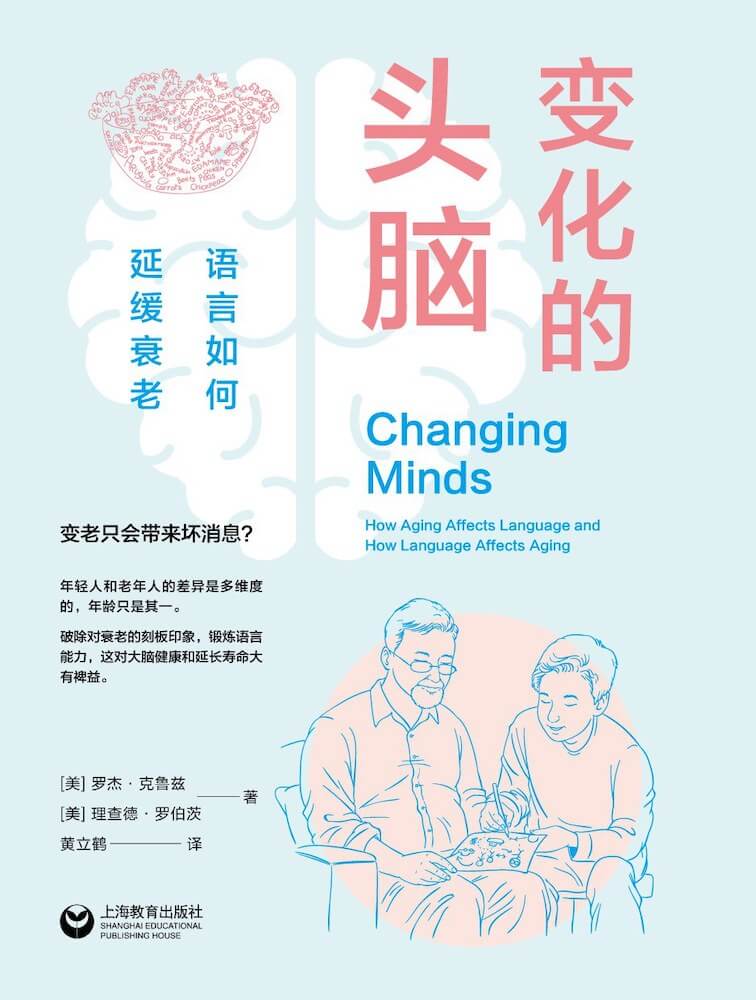 变化的
头脑
语言如何
延缓衰老
Changing
Minds
How Aging Affects Language and
How Language Affects Aging
变老只会带来坏消息?
年轻人和老年人的差异是多维度
的，年龄只是其一。
破除对衰老的刻板印象，锻炼语言
能力，这对大脑健康和延长寿命大
有裨益。
[美] 罗杰·克鲁兹
[美] 理查德·罗伯茨
著
黄立鹤 译
上海教育出版社
SHANGHAI EDUCATIONAL
PUBLISHING HOUSE
EDAMAME
carrots
Chickpeas